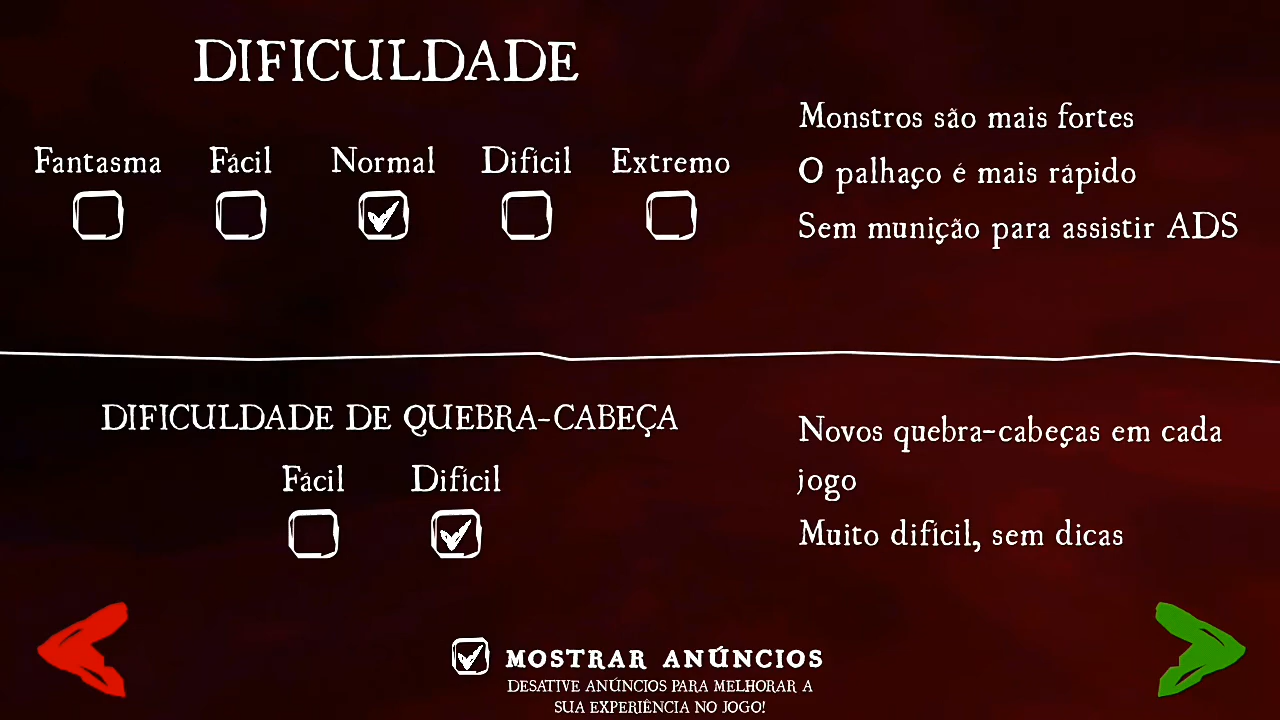 DIFICULDADE
Fantasma Fácil Normal Difícil Extremo
Monstros são mais fortes
O palhaço é mais rápido
Sem munição para assistir ADS
DIFICULDADE DE QUEBRA-CABEÇA
Fácil Difícil
Novos quebra-cabeças em cada
jogo
Muito difícil, sem dicas
MOSTRAR ANÚNCIOS
DESATIVE ANÚNCIOS PARA MELHORAR A
SUA EXPERIÊNCIA NO JOGO!